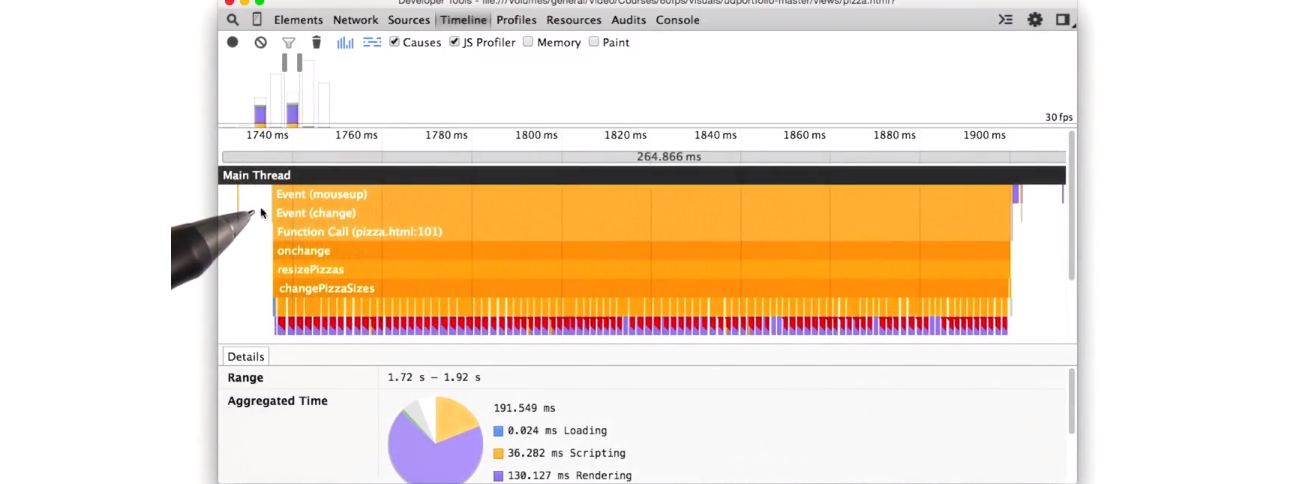 Developer Tools - file:///Volumes/general/Video/Courses/60fps/visuals/udportfolio-master/views/pizza.html?
Elements Network Sources Timeline Profiles Resources Audits Console
Causes JS Profiler Memory Paint
30 fps
1740 ms 1760 ms 1780 ms 1800 ms 1820 ms 1840 ms 1860 ms 1880 ms 1900 ms
264.866 ms
Main Thread
Event (mouseup)
Event (change)
Function Call (pizza.html:101)
onchange
resizePizzas
changePizzaSizes
Details
Range 1.72 s – 1.92 s
Aggregated Time
191.549 ms
0.024 ms Loading
36.282 ms Scripting
130.127 ms Rendering